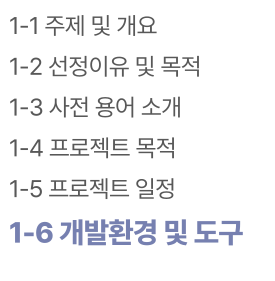 1-1 주제 및 개요
1-2 선정이유 및 목적
1-3 사전 용어 소개
1-4 프로젝트 목적
1-5 프로젝트 일정
1-6 개발환경 및 도구